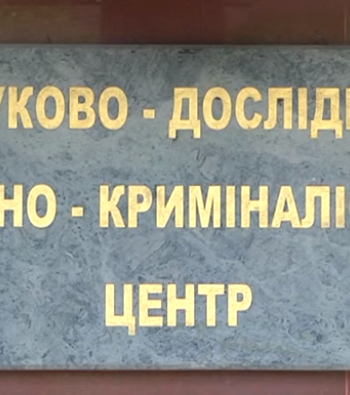 УКОВО - ДОСЛІД
НО - КРИМІНАЛІ
ЦЕНТР